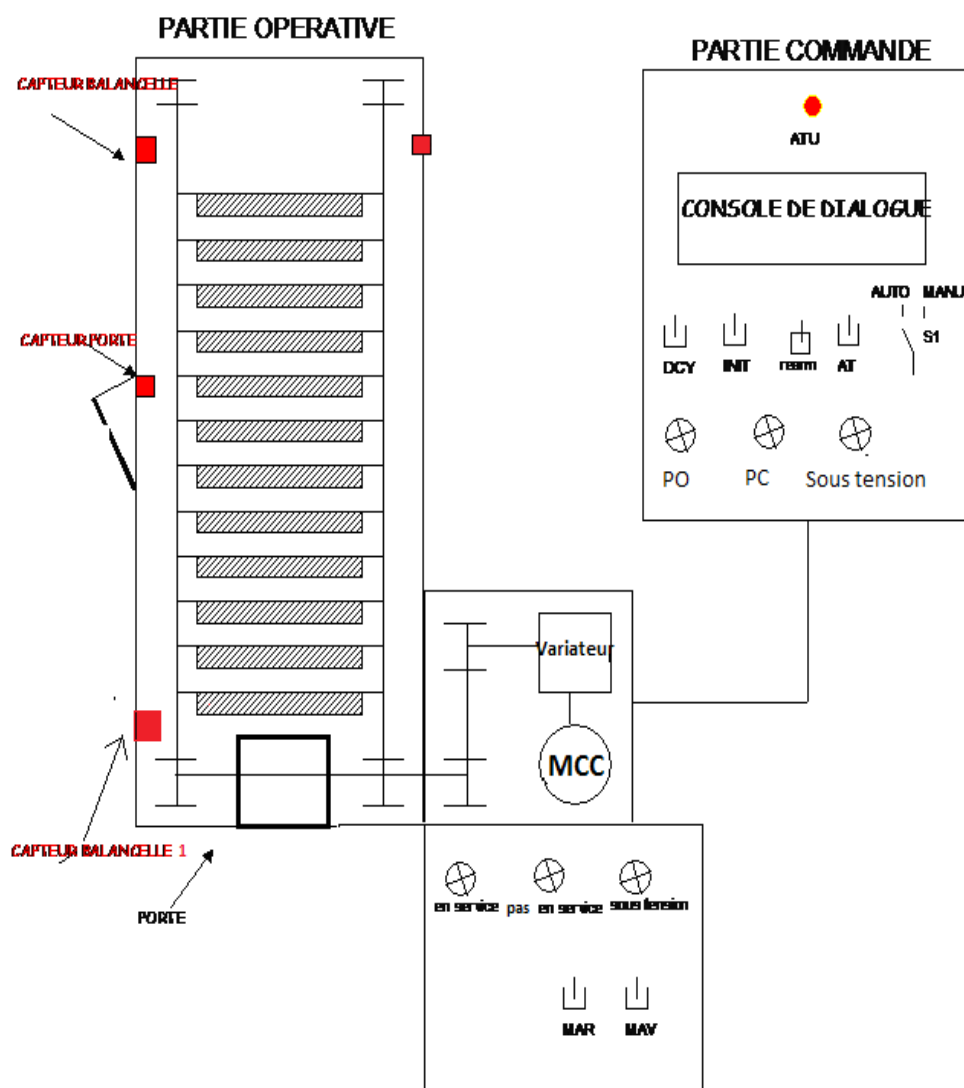 PARTIE OPERATIVE
PARTIE COMMANDE
CAPTEUR BALANCELLE
ATU
CONSOLE DE DIALOGUE
AUTO MANU
S1
CAPTEUR PORTE
DCY INIT rearm AT
PO PC Sous tension
Variateur
MCC
CAPTEUR BALANCELLE 1
PORTE
en service pas en service sous tension
MAR MAV